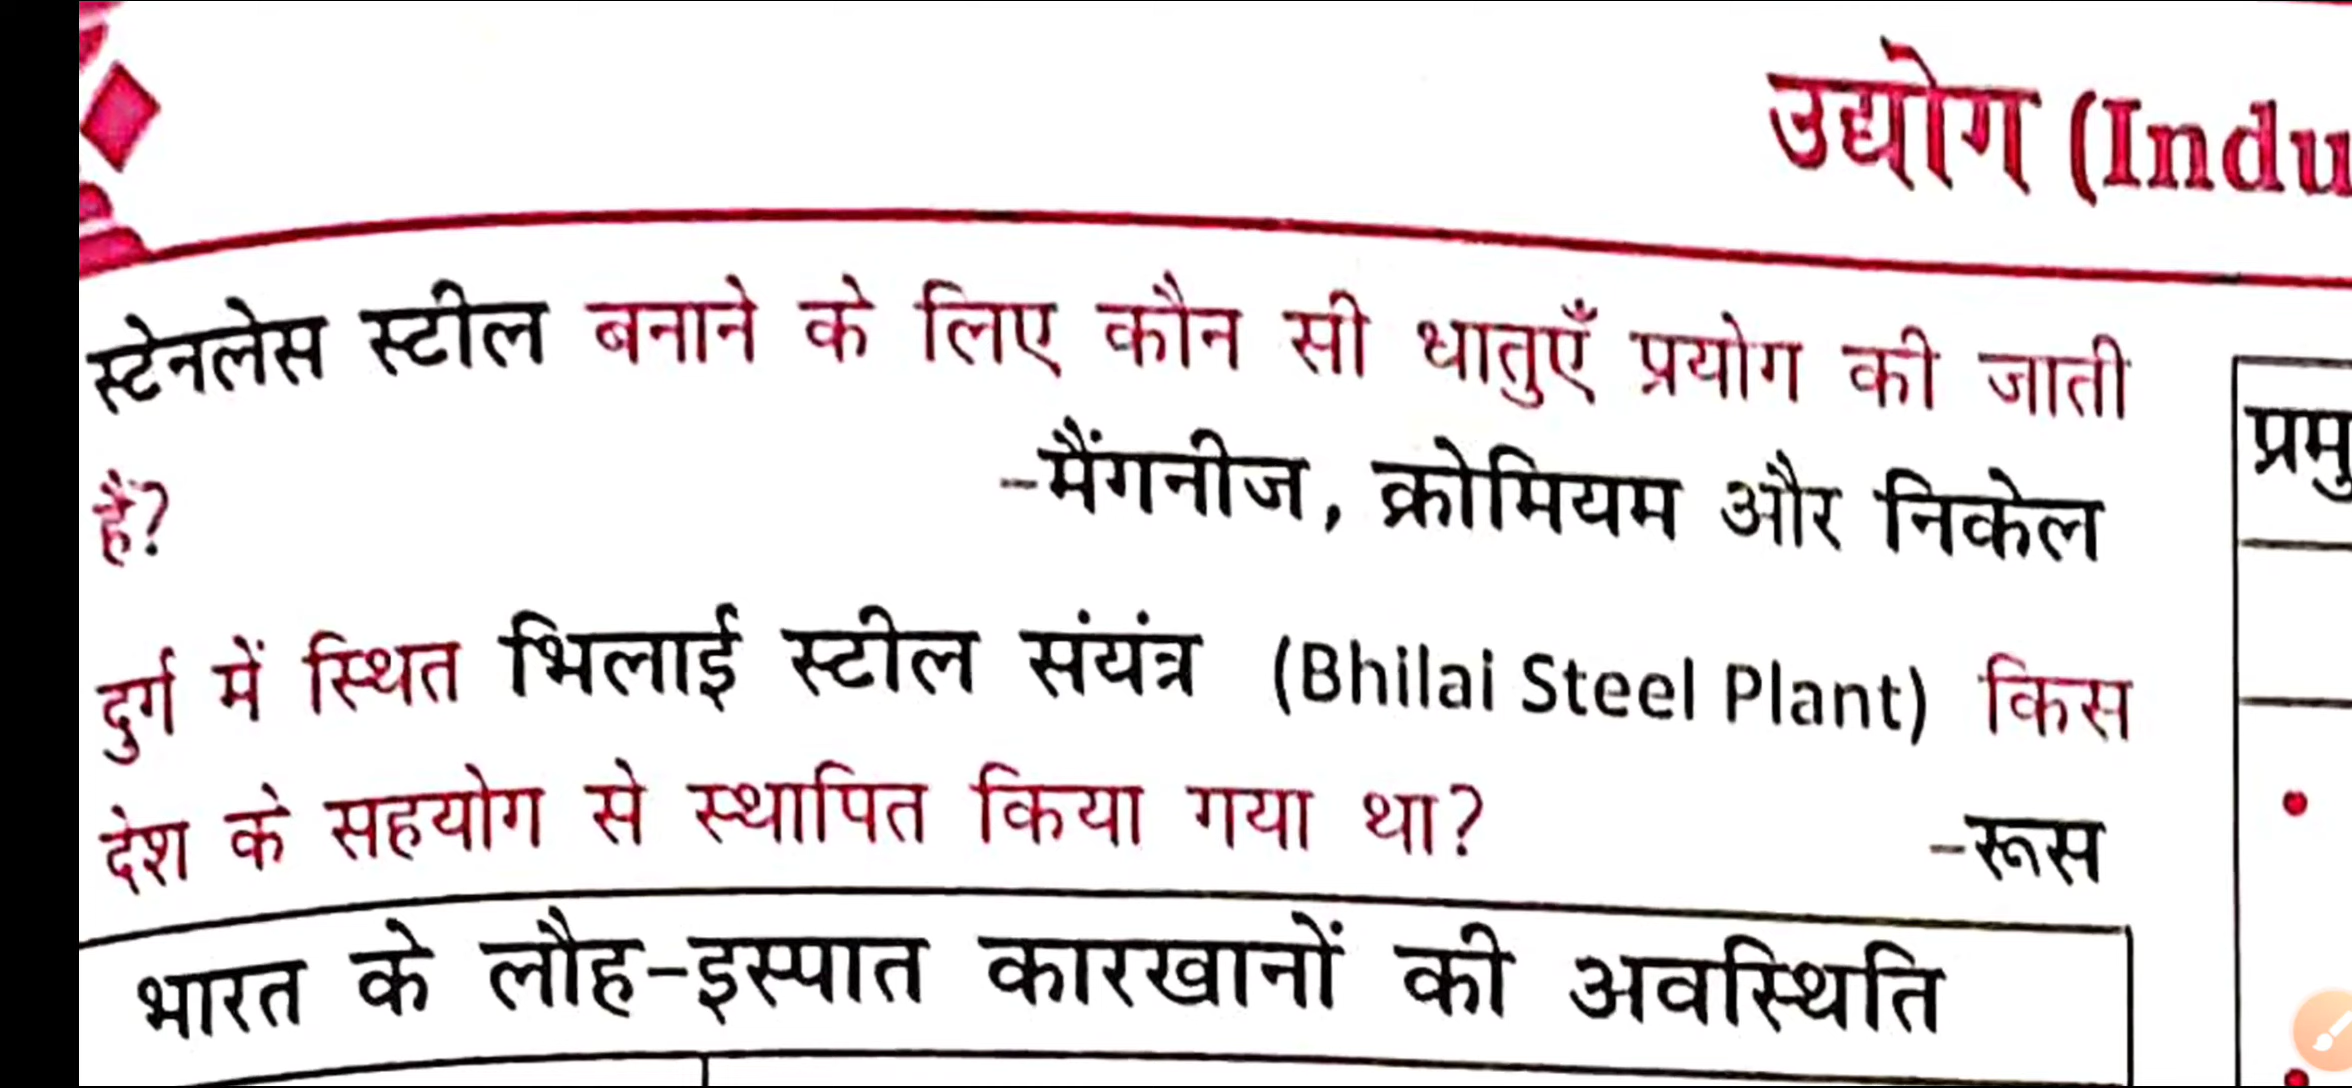 उद्योग (Indu
स्टेनलेस स्टील बनाने के लिए कौन सी धातुएँ प्रयोग की जाती
हैं? -मैंगनीज, क्रोमियम और निकेल
दुर्ग में स्थित भिलाई स्टील संयंत्र (Bhilai Steel Plant) किस
देश के सहयोग से स्थापित किया गया था? -रूस
भारत के लौह-इस्पात कारखानों की अवस्थिति
प्रमु